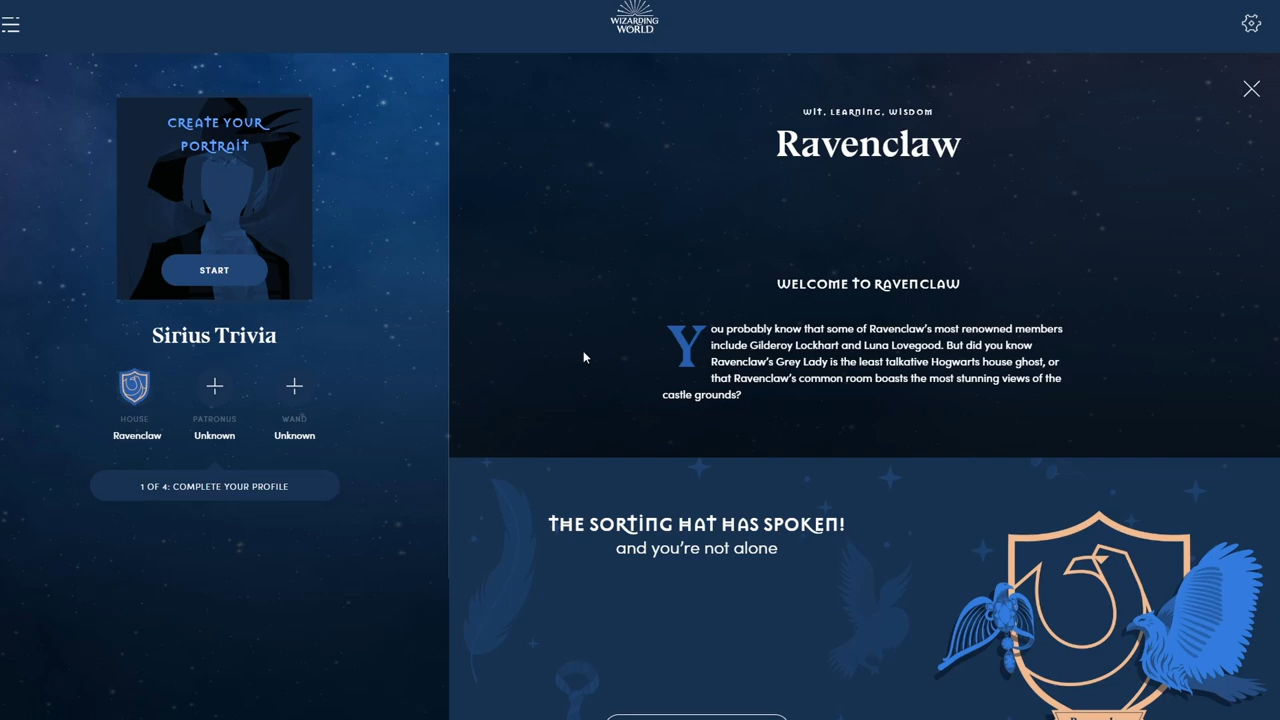 WIZARDING
WORLD
CREATE YOUR
PORTRAIT
START
Sirius Trivia
HOUSE
PATRONUS
WAND
Ravenclaw
Unknown
Unknown
1 OF 4: COMPLETE YOUR PROFILE
WIT, LEARNING, WISDOM
Ravenclaw
WELCOME TO RAVENCLAW
You probably know that some of Ravenclaw's most renowned members
include Gilderoy Lockhart and Luna Lovegood. But did you know
Ravenclaw's Grey Lady is the least talkative Hogwarts house ghost, or
that Ravenclaw's common room boasts the most stunning views of the
castle grounds?
THE SORTING HAT HAS SPOKEN!
and you're not alone